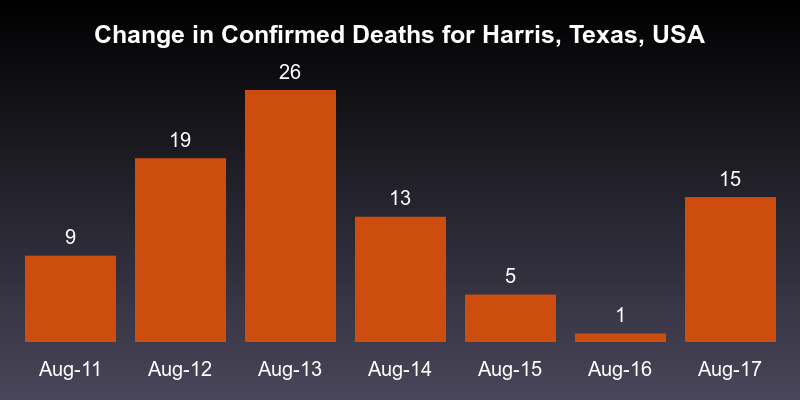 Change in Confirmed Deaths for Harris, Texas, USA
9
19
26
13
5
1
15
Aug-11
Aug-12
Aug-13
Aug-14
Aug-15
Aug-16
Aug-17